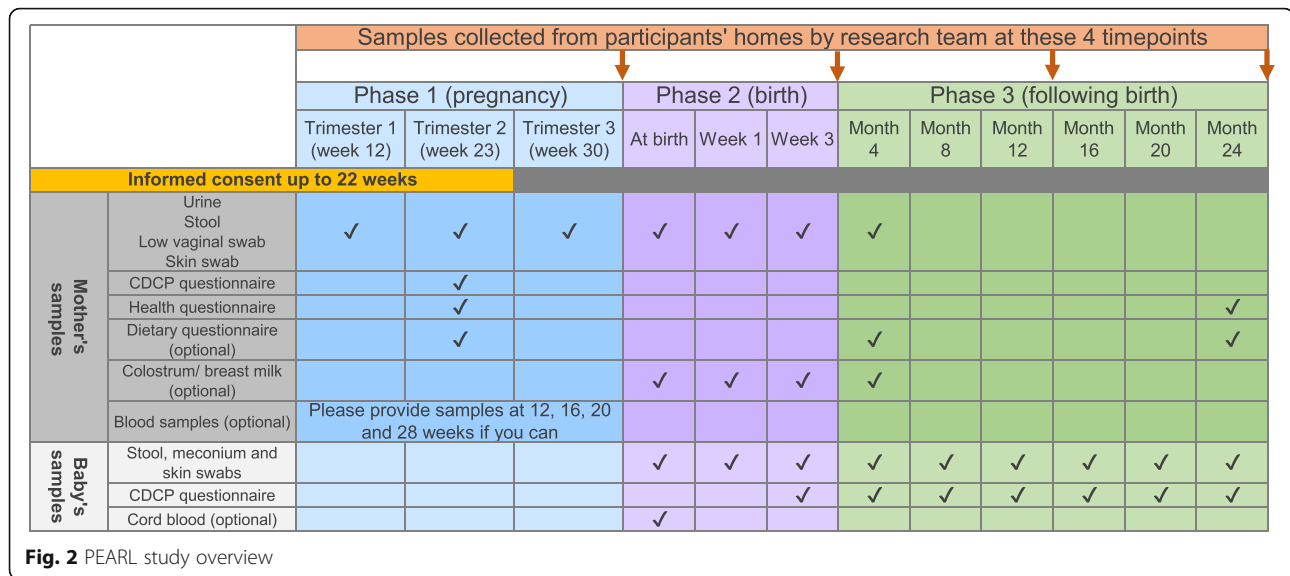 Samples collected from participants' homes by research team at these 4 timepoints
Phase 1 (pregnancy) Phase 2 (birth) Phase 3 (following birth)
Trimester 1 (week 12) Trimester 2 (week 23) Trimester 3 (week 30) At birth Week 1 Week 3 Month 4 Month 8 Month 12 Month 16 Month 20 Month 24
Informed consent up to 22 weeks
Mother's samples
Urine
Stool
Low vaginal swab
Skin swab
✓ ✓ ✓ ✓ ✓ ✓ ✓
CDCP questionnaire ✓
Health questionnaire ✓ ✓
Dietary questionnaire
(optional) ✓ ✓ ✓
Colostrum/ breast milk
(optional) ✓ ✓ ✓ ✓
Blood samples (optional)
Please provide samples at 12, 16, 20
and 28 weeks if you can
Baby's samples
Stool, meconium and
skin swabs ✓ ✓ ✓ ✓ ✓ ✓ ✓ ✓ ✓
CDCP questionnaire ✓ ✓ ✓ ✓ ✓ ✓ ✓
Cord blood (optional) ✓
Fig. 2 PEARL study overview